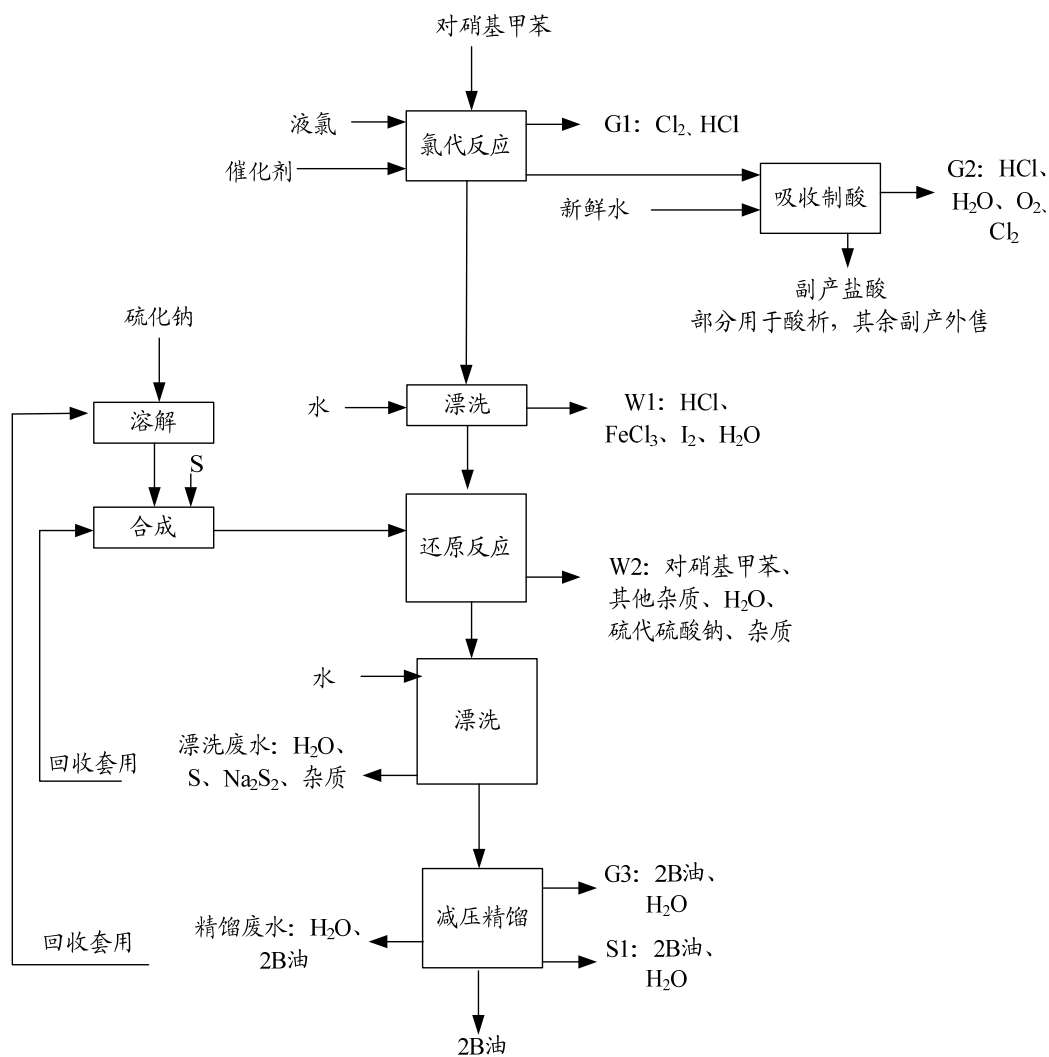 对硝基甲苯
液氯
氯代反应
G1：Cl₂、HCl
催化剂
新鲜水
吸收制酸
G2：HCl、
H₂O、O₂、
Cl₂
副产盐酸
部分用于酸析，其余副产外售
硫化钠
溶解
水
漂洗
W1：HCl、
FeCl₃、I₂、H₂O
S
合成
还原反应
W2：对硝基甲苯、
其他杂质、H₂O、
硫代硫酸钠、杂质
水
漂洗
回收套用
漂洗废水：H₂O、
S、Na₂S₂、杂质
减压精馏
G3：2B油、
H₂O
精馏废水：H₂O、
2B油
回收套用
S1：2B油、
H₂O
2B油